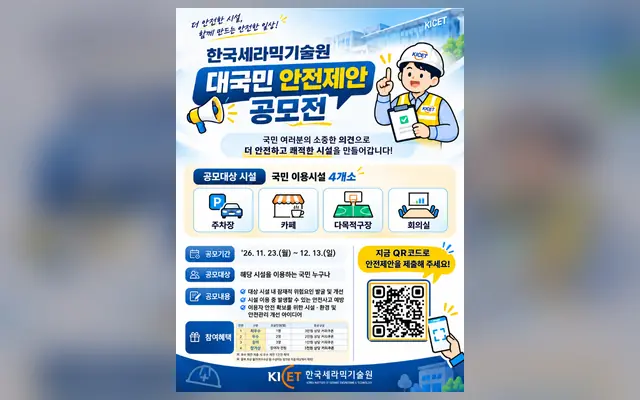 더 안전한 시설,
함께 만드는 안전한 일상!
KICET
한국세라믹기술원
대국민 안전제안
공모전
KICET
국민 여러분의 소중한 의견으로
더 안전하고 쾌적한 시설을 만들어갑니다!
공모대상 시설 국민 이용시설 4개소
주차장 카페 다목적구장 회의실
공모기간 '26. 11. 23.(월) ~ 12. 13.(일)
공모대상 해당 시설을 이용하는 국민 누구나
공모내용 대상 시설 내 잠재적 위험요인 발굴 및 개선
시설 이용 중 발생할 수 있는 안전사고 예방
이용자 안전 확보를 위한 시설·환경 및
안전관리 개선 아이디어
참여혜택
지금 QR코드로
안전제안을 제출해 주세요!
KICET 한국세라믹기술원